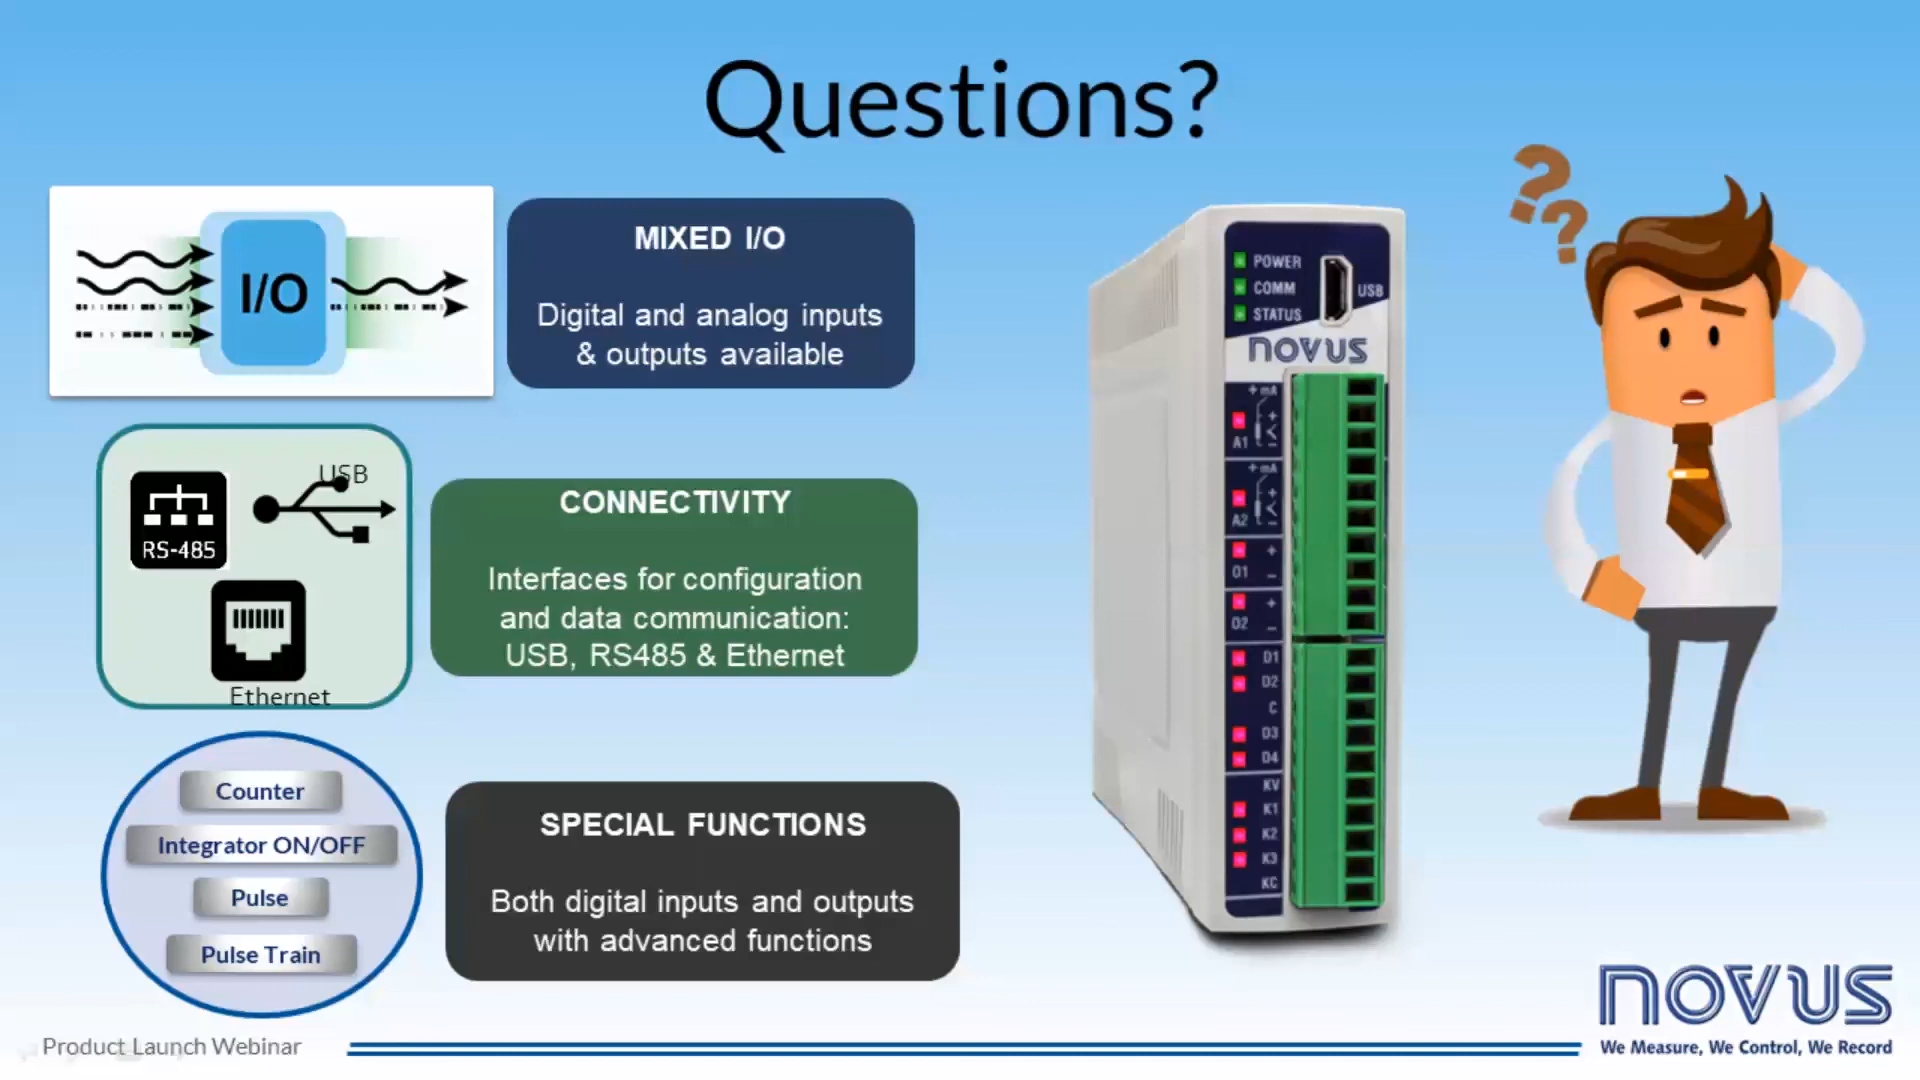 Questions?
I/O
MIXED I/O
Digital and analog inputs
& outputs available
USB
RS-485
Ethernet
CONNECTIVITY
Interfaces for configuration
and data communication:
USB, RS485 & Ethernet
Counter
Integrator ON/OFF
Pulse
Pulse Train
SPECIAL FUNCTIONS
Both digital inputs and outputs
with advanced functions
POWER
COMM
STATUS
USB
NOVUS
+ mA
+
A1 -
+ mA
+
A2 -
+
O1 -
+
O2 -
D1
D2
C
D3
D4
KV
K1
K2
K3
KC
? ?
NOVUS
We Measure, We Control, We Record
Product Launch Webinar